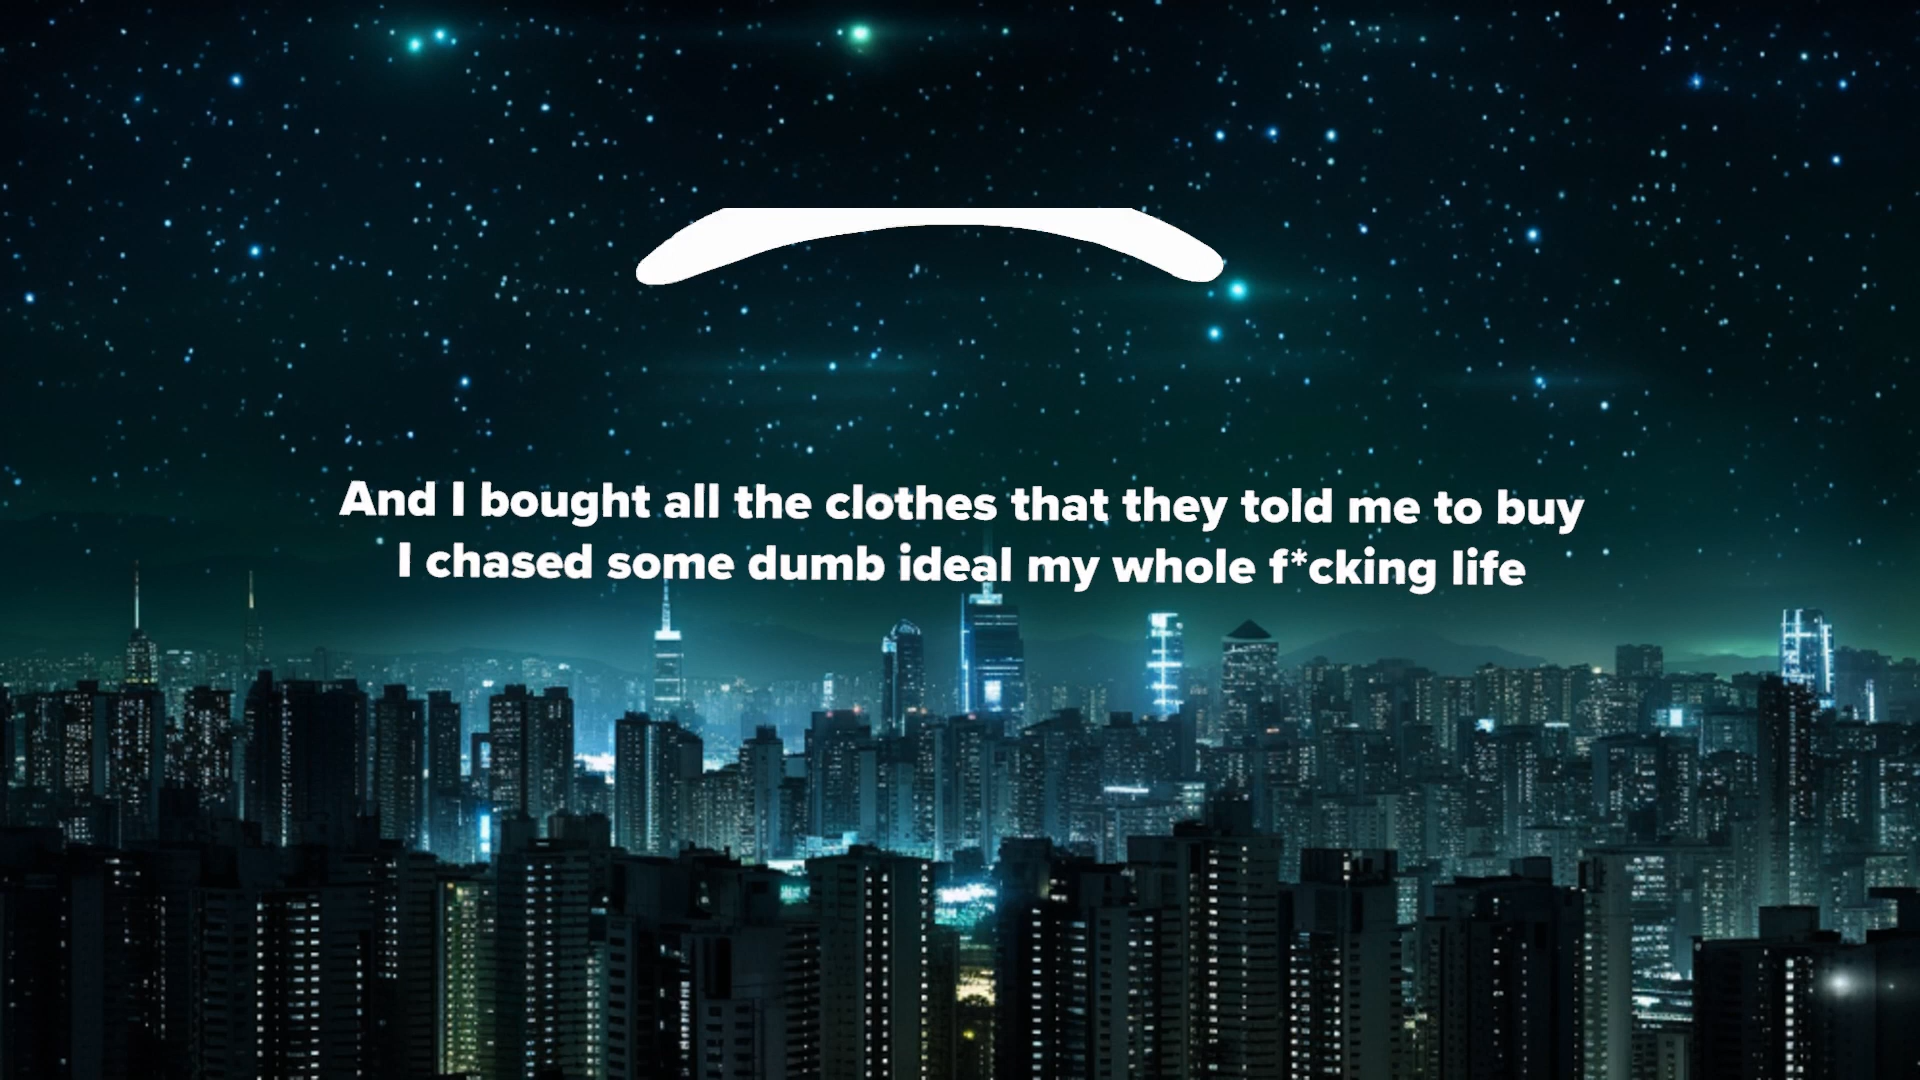 And I bought all the clothes that they told me to buy
I chased some dumb ideal my whole f*cking life